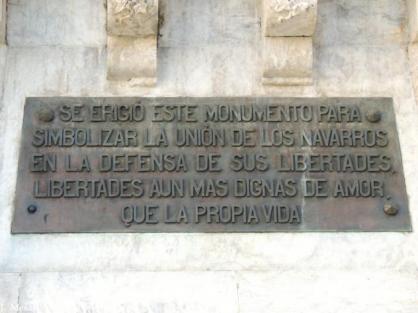 SE ERIGIÓ ESTE MONUMENTO PARA
SIMBOLIZAR LA UNIÓN DE LOS NAVARROS
EN LA DEFENSA DE SUS LIBERTADES,
LIBERTADES AUN MAS DIGNAS DE AMOR
QUE LA PROPIA VIDA